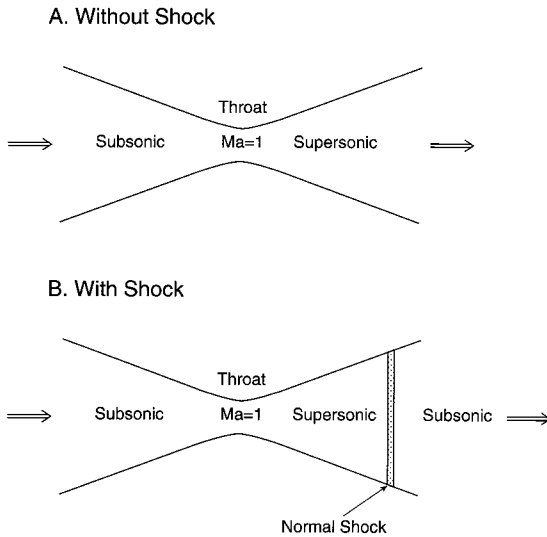 A. Without Shock
Throat
Subsonic Ma=1 Supersonic
B. With Shock
Throat
Subsonic Ma=1 Supersonic Subsonic
Normal Shock